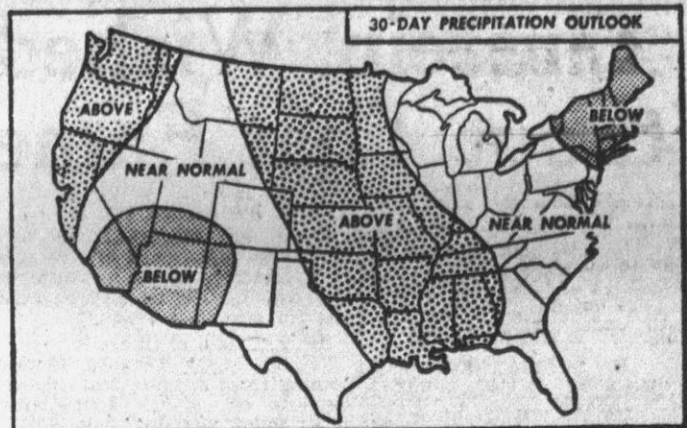 30-DAY PRECIPITATION OUTLOOK
ABOVE
BELOW
NEAR NORMAL
ABOVE
NEAR NORMAL
BELOW